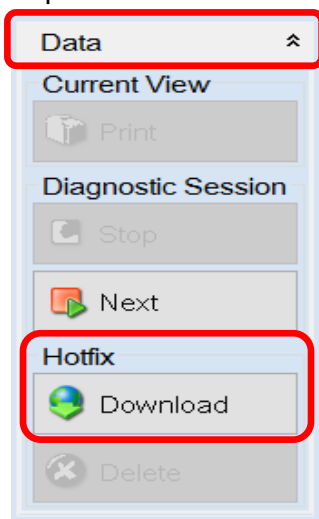 Data
Current View
Print
Diagnostic Session
Stop
Next
Hotfix
Download
Delete